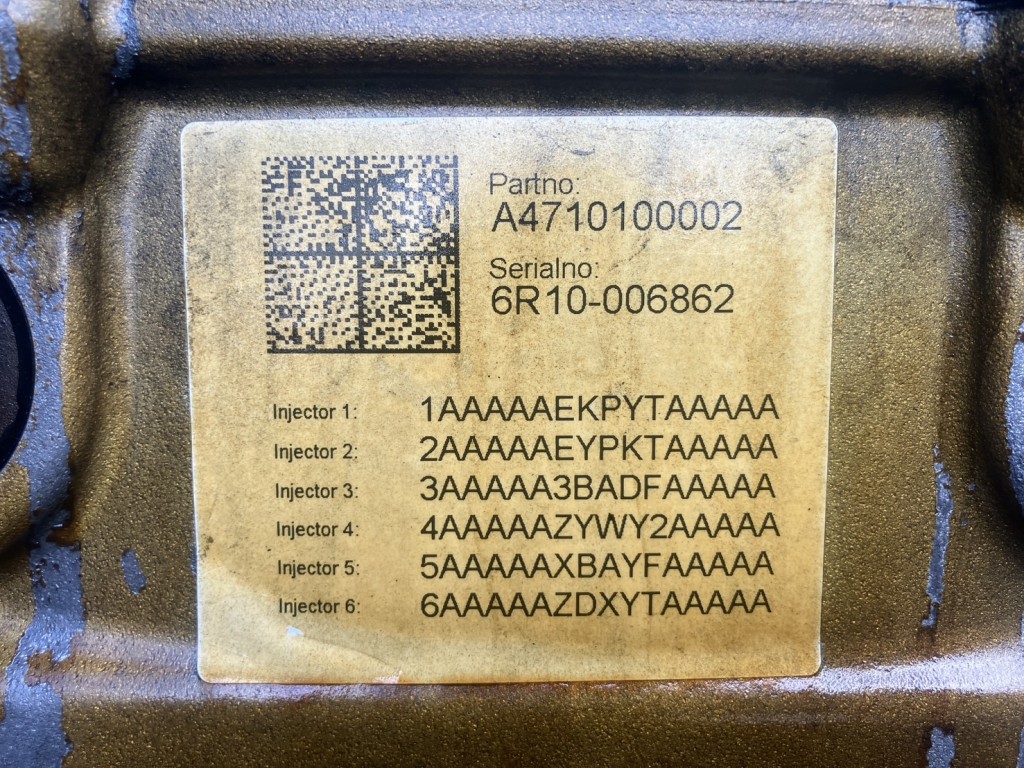 Partno:
A4710100002
Serialno:
6R10-006862
Injector 1: 1AAAAAEKPYTAAAAA
Injector 2: 2AAAAAEYPKTAAAAA
Injector 3: 3AAAAA3BADFAAAAA
Injector 4: 4AAAAAZYWY2AAAAA
Injector 5: 5AAAAAXBAYFAAAAA
Injector 6: 6AAAAAZDXYTAAAAA